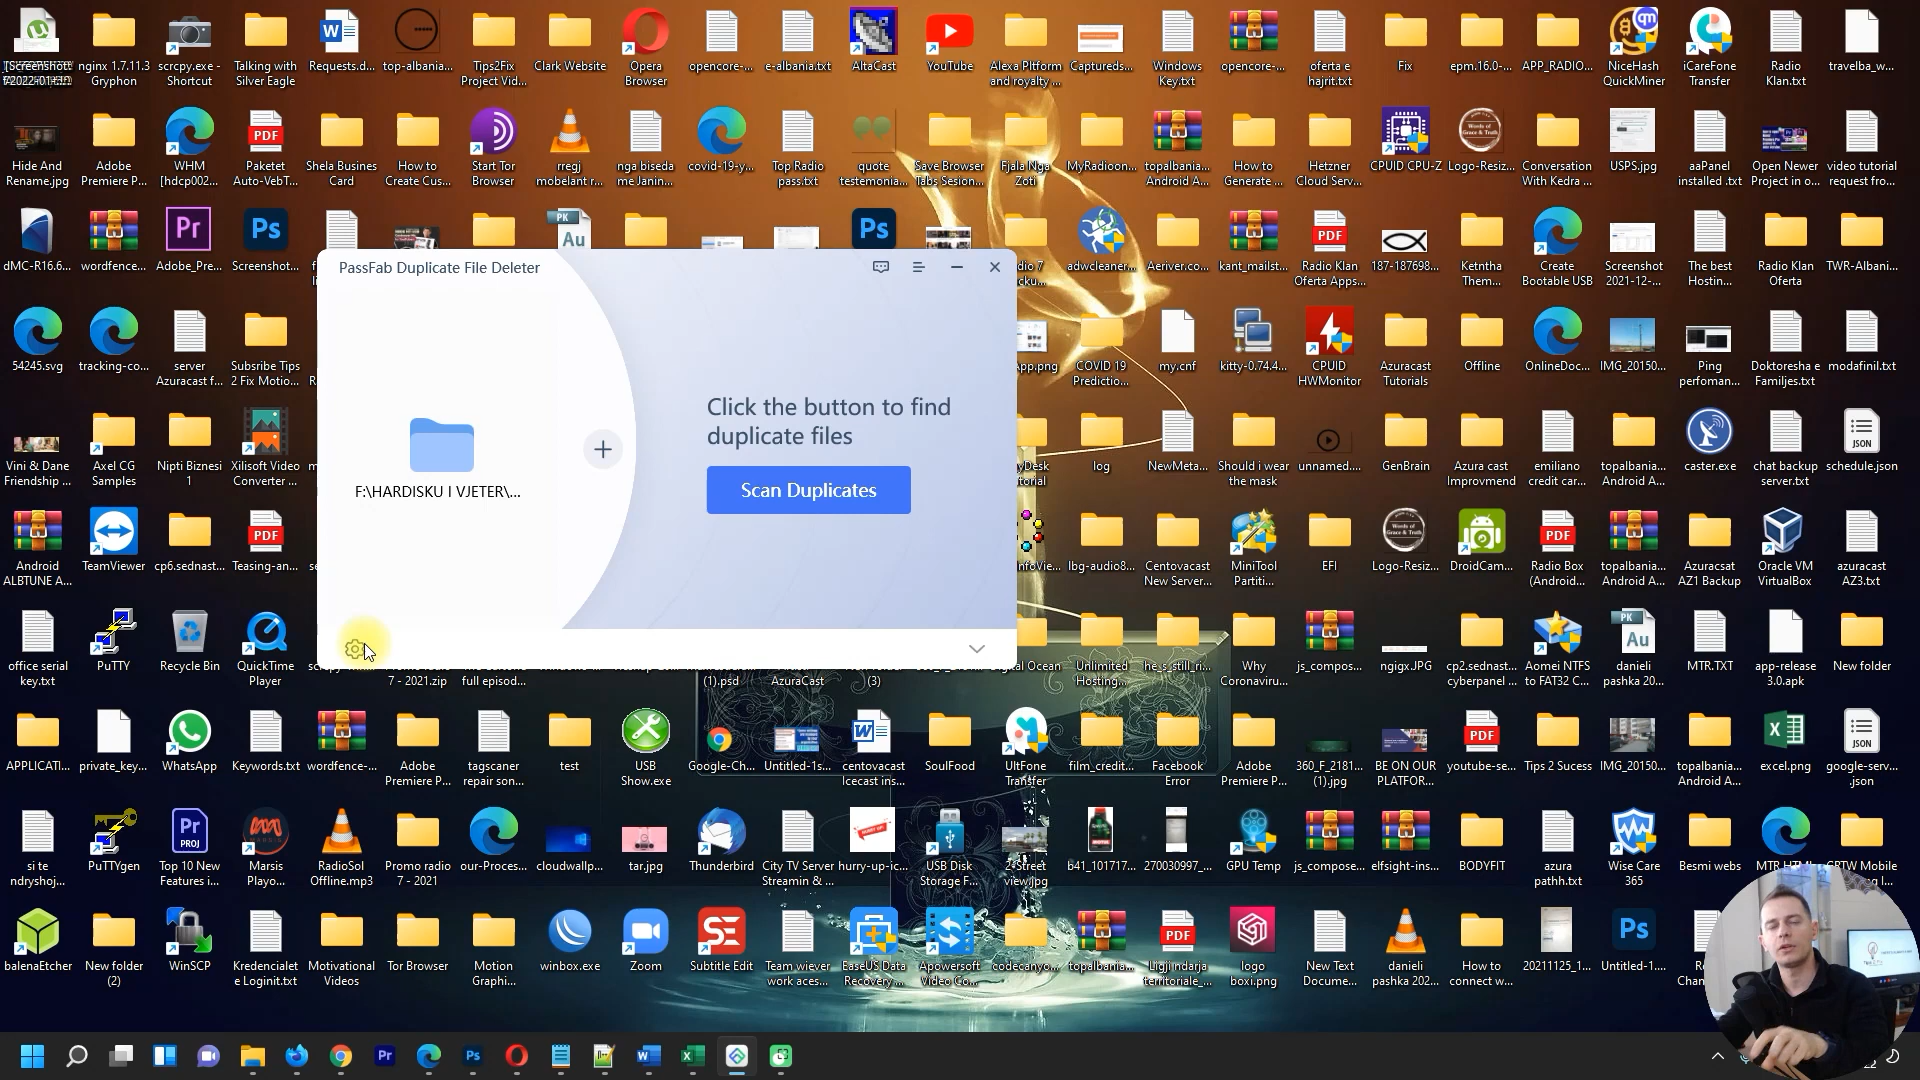 nginx 1.7.11.3
Gryphon
scrcpy.exe -
Shortcut
Talking with
Silver Eagle
Requests.d...
top-albania...
Tips2Fix
Project Vid...
Clark Website
Opera
Browser
opencore-...
e-albania.txt
AltaCast
YouTube
Alexa Pltform
and royalty ...
Captureds...
Windows
Key.txt
opencore-...
oferta e
hajrit.txt
Fix
epm.16.0-...
APP_RADIO...
NiceHash
QuickMiner
iCareFone
Transfer
Radio
Klan.txt
travelba_w...
Hide And
Rename.jpg
Adobe
Premiere P...
WHM
[hdcp002...
Paketet
Auto-VebT...
Shela Busines
Card
How to
Create Cus...
Start Tor
Browser
rregj
mobelant r...
nga biseda
me Janin...
covid-19-y...
Top Radio
pass.txt
quote
testemonia...
Save Browser
Tabs Sesion...
Fjala Nga
Zoti
MyRadioon...
topalbania...
Android A...
How to
Generate ...
Hetzner
Cloud Serv...
CPUID CPU-Z
Logo-Resiz...
Conversation
With Kedra ...
USPS.jpg
aaPanel
installed .txt
Open Newer
Project in o...
video tutorial
request fro...
dMC-R16.6...
wordfence...
Adobe_Pre...
Screenshot...
adwcleaner...
Aeriver.co...
kant_mailst...
Radio Klan
Oferta Apps...
187-187698...
Ketntha
Them...
Create
Bootable USB
Screenshot
2021-12-...
The best
Hostin...
Radio Klan
Oferta
TWR-Albani...
PassFab Duplicate File Deleter
54245.svg
tracking-co...
server
Azuracast f...
Subsribe Tips
2 Fix Motio...
COVID 19
Predictio...
my.cnf
kitty-0.74.4...
CPUID
HWMonitor
Azuracast
Tutorials
Offline
OnlineDoc...
IMG_20150...
Ping
perfoman...
Doktoresha e
Familjes.txt
modafinil.txt
Click the button to find
duplicate files
Scan Duplicates
F:\HARDISKU I VJETER\...
Vini & Dane
Friendship ...
Axel CG
Samples
Nipti Biznesi
1
Xilisoft Video
Converter ...
log
NewMeta...
Should i wear
the mask
unnamed....
GenBrain
Azura cast
Improvmend
emiliano
credit car...
topalbania...
Android A...
caster.exe
chat backup
server.txt
schedule.json
Android
ALBTUNE A...
TeamViewer
cp6.sednast...
Teasing-an...
lbg-audio8...
Centovacast
New Server...
MiniTool
Partiti...
EFI
Logo-Resiz...
DroidCam...
Radio Box
(Android...
topalbania...
Android A...
Azuracsat
AZ1 Backup
Oracle VM
VirtualBox
azuracast
AZ3.txt
office serial
key.txt
PuTTY
Recycle Bin
QuickTime
Player
7 - 2021.zip
full episod...
(1).psd
AzuraCast
(3)
Digital Ocean
Unlimited
Hosting...
he_s_still_ri...
Why
Coronaviru...
js_compos...
ngigx.JPG
cp2.sednast...
cyberpanel ...
Aomei NTFS
to FAT32 C...
danieli
pashka 20...
MTR.TXT
app-release
3.0.apk
New folder
APPLICATI...
private_key...
WhatsApp
Keywords.txt
wordfence-...
Adobe
Premiere P...
tagscaner
repair son...
test
USB
Show.exe
Google-Ch...
Untitled-1s...
centovacast
Icecast ins...
SoulFood
UltFone
Transfer
film_credit...
Facebook
Error
Adobe
Premiere P...
360_F_2181...
(1).jpg
BE ON OUR
PLATFOR...
youtube-se...
Tips 2 Sucess
IMG_20150...
topalbania...
Android A...
excel.png
google-serv...
.json
si te
ndryshoj...
PuTTYgen
Top 10 New
Features i...
Marsis
Playo...
RadioSol
Offline.mp3
Promo radio
7 - 2021
our-Proces...
cloudwallp...
tar.jpg
Thunderbird
City TV Server
Streamin & ...
hurry-up-ic...
USB Disk
Storage F...
2-Street
view.jpg
b41_101717...
270030997_...
GPU Temp
js_compose...
elfsight-ins...
BODYFIT
azura
pathh.txt
Wise Care
365
Besmi webs
balenaEtcher
New folder
(2)
WinSCP
Kredencialet
e Loginit.txt
Motivational
Videos
Tor Browser
Motion
Graphi...
winbox.exe
Zoom
Subtitle Edit
Team wiever
work aces...
EaseUS Data
Recovery ...
Apowersoft
Video Co...
codecanyo...
topalbania...
Ligji ndarja
territoriale_...
logo
box1.png
New Text
Docume...
danieli
pashka 202...
How to
connect w...
20211125_1...
Untitled-1....